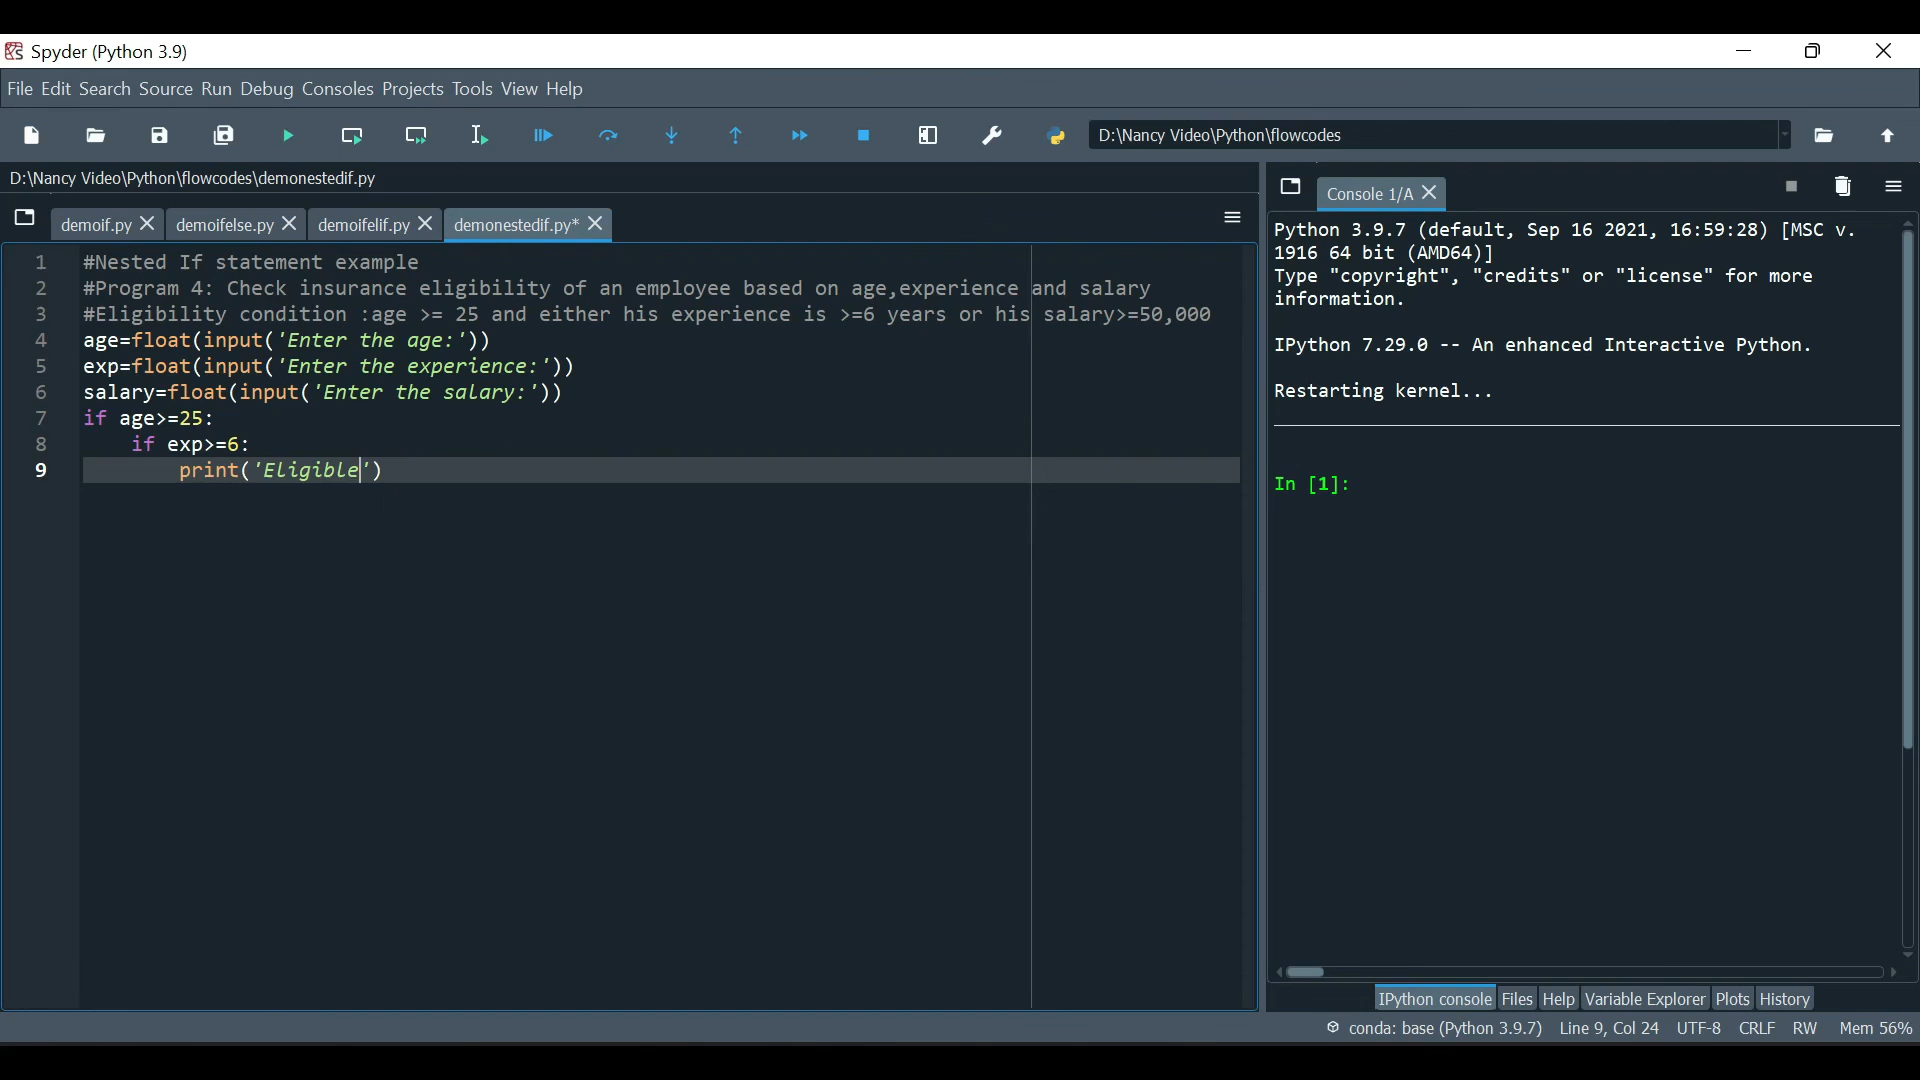 Spyder (Python 3.9)
File Edit Search Source Run Debug Consoles Projects Tools View Help
D:\Nancy Video\Python\flowcodes
D:\Nancy Video\Python\flowcodes\demonestedif.py
demoif.py demoifelse.py demoifelif.py demonestedif.py*
1 #Nested If statement example
2 #Program 4: Check insurance eligibility of an employee based on age,experience and salary
3 #Eligibility condition :age >= 25 and either his experience is >=6 years or his salary>=50,000
4 age=float(input('Enter the age:'))
5 exp=float(input('Enter the experience:'))
6 salary=float(input('Enter the salary:'))
7 if age>=25:
8     if exp>=6:
9         print('Eligible')
Console 1/A
Python 3.9.7 (default, Sep 16 2021, 16:59:28) [MSC v.
1916 64 bit (AMD64)]
Type "copyright", "credits" or "license" for more
information.
IPython 7.29.0 -- An enhanced Interactive Python.
Restarting kernel...
In [1]:
IPython console Files Help Variable Explorer Plots History
conda: base (Python 3.9.7) Line 9, Col 24 UTF-8 CRLF RW Mem 56%